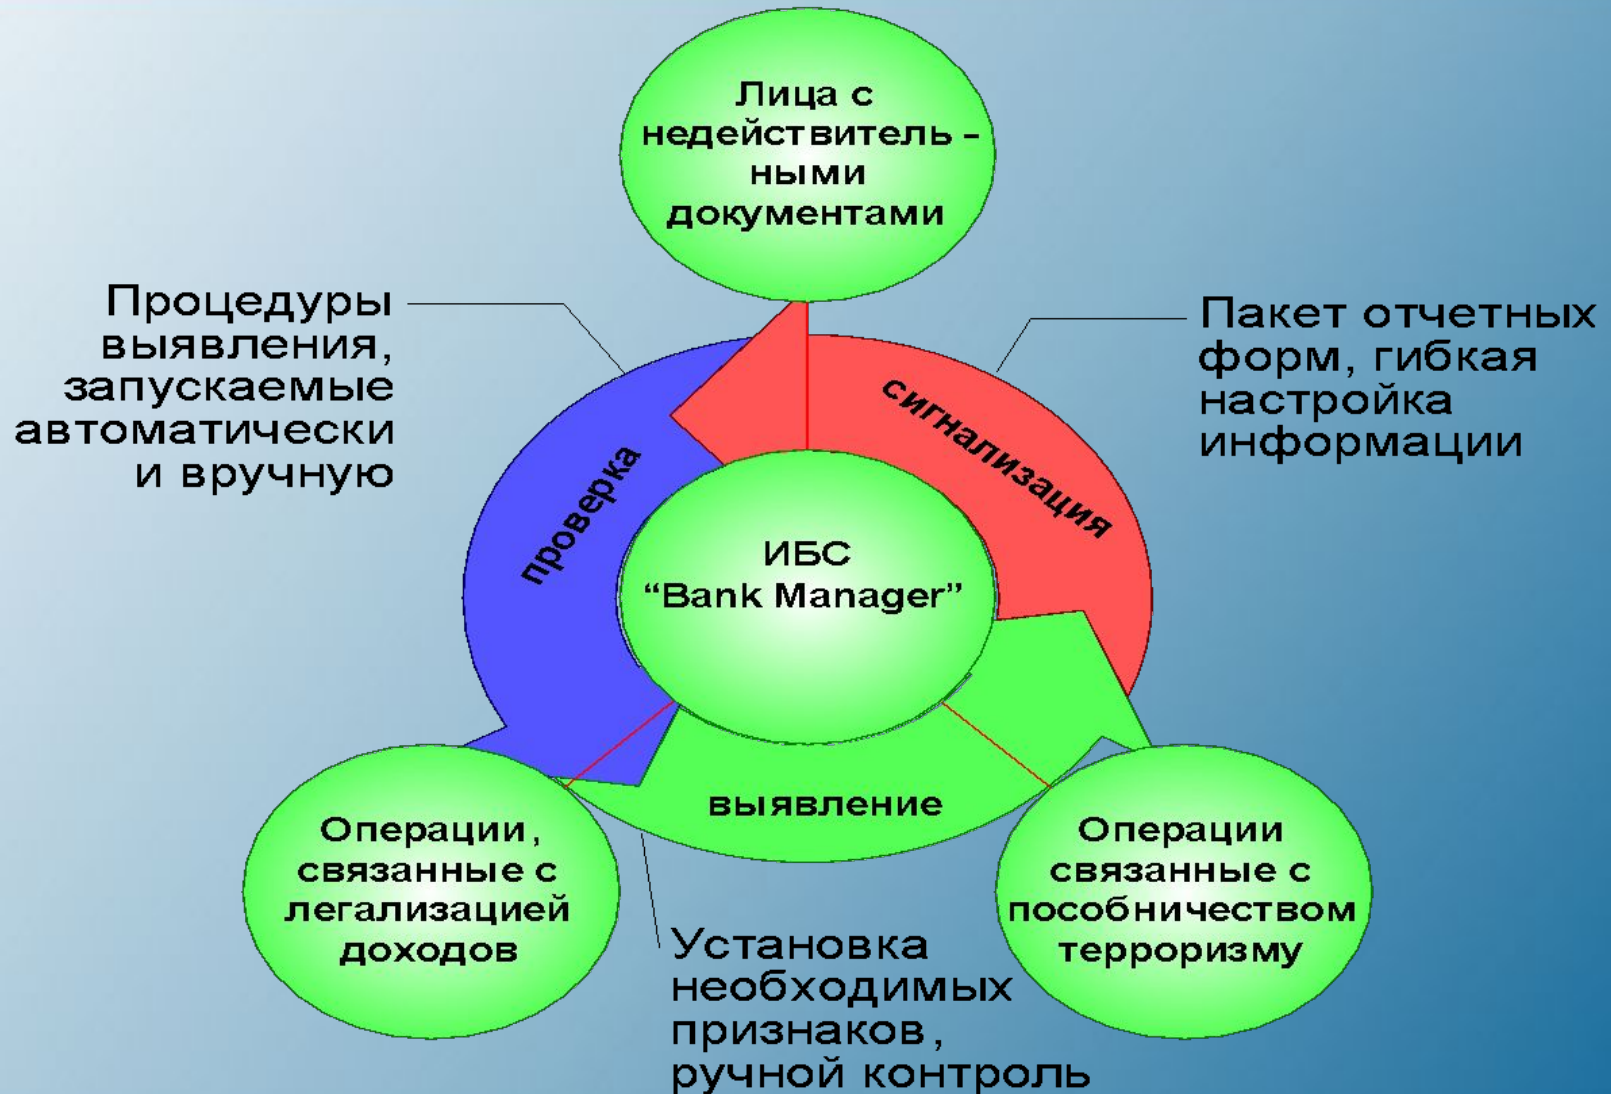 Лица с
недействитель -
ными
документами
Процедуры
выявления,
запускаемые
автоматически
и вручную
Пакет отчетных
форм, гибкая
настройка
информации
сигнализация
проверка
ИБС
“Bank Manager”
выявление
Операции,
связанные с
легализацией
доходов
Операции
связанные с
пособничеством
терроризму
Установка
необходимых
признаков,
ручной контроль